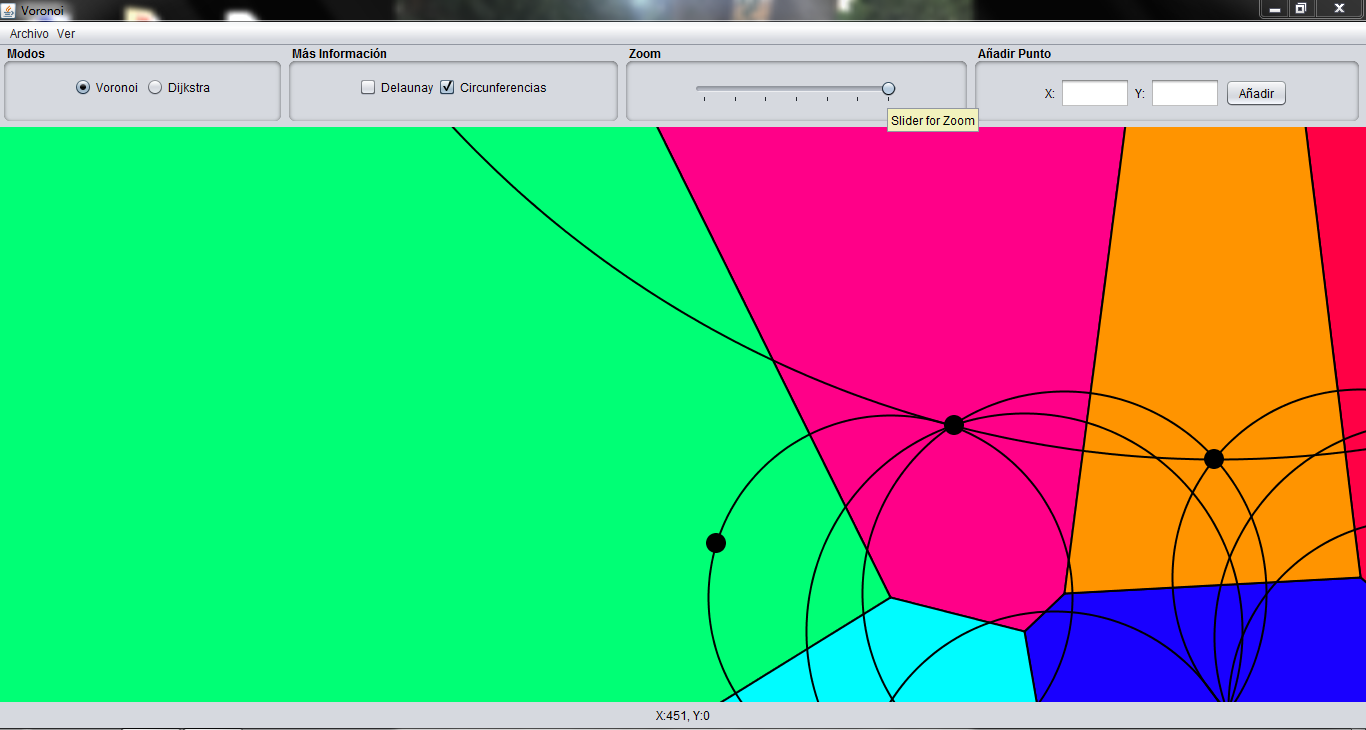 Voronoi
Archivo Ver
Modos
Más Información
Zoom
Añadir Punto
Voronoi Dijkstra
Delaunay Circunferencias
X: Y: Añadir
Slider for Zoom
X:451, Y:0